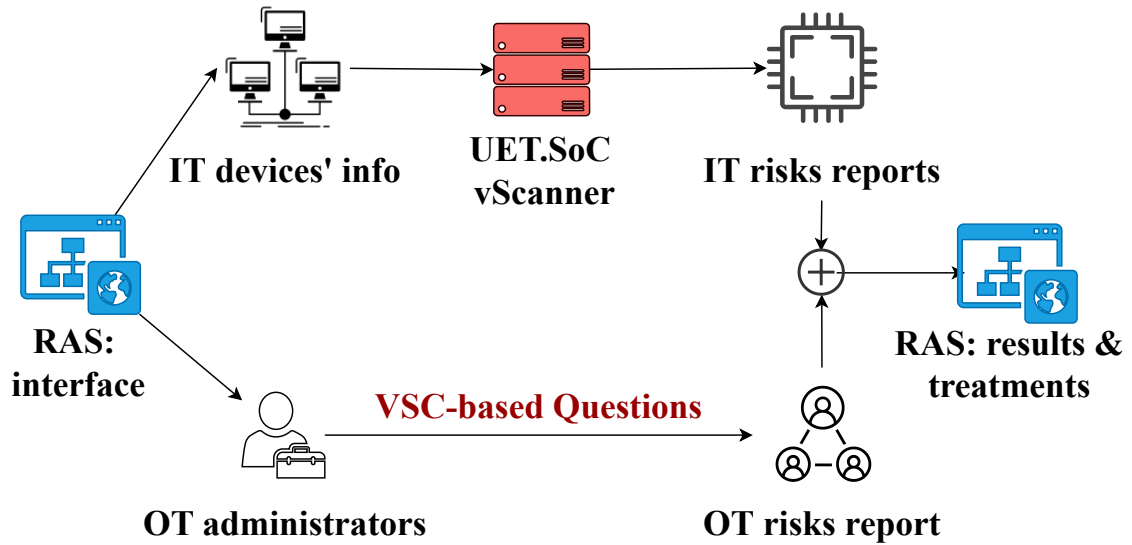 IT devices' info
UET.SoC
vScanner
IT risks reports
RAS:
interface
RAS: results &
treatments
VSC-based Questions
OT administrators
OT risks report